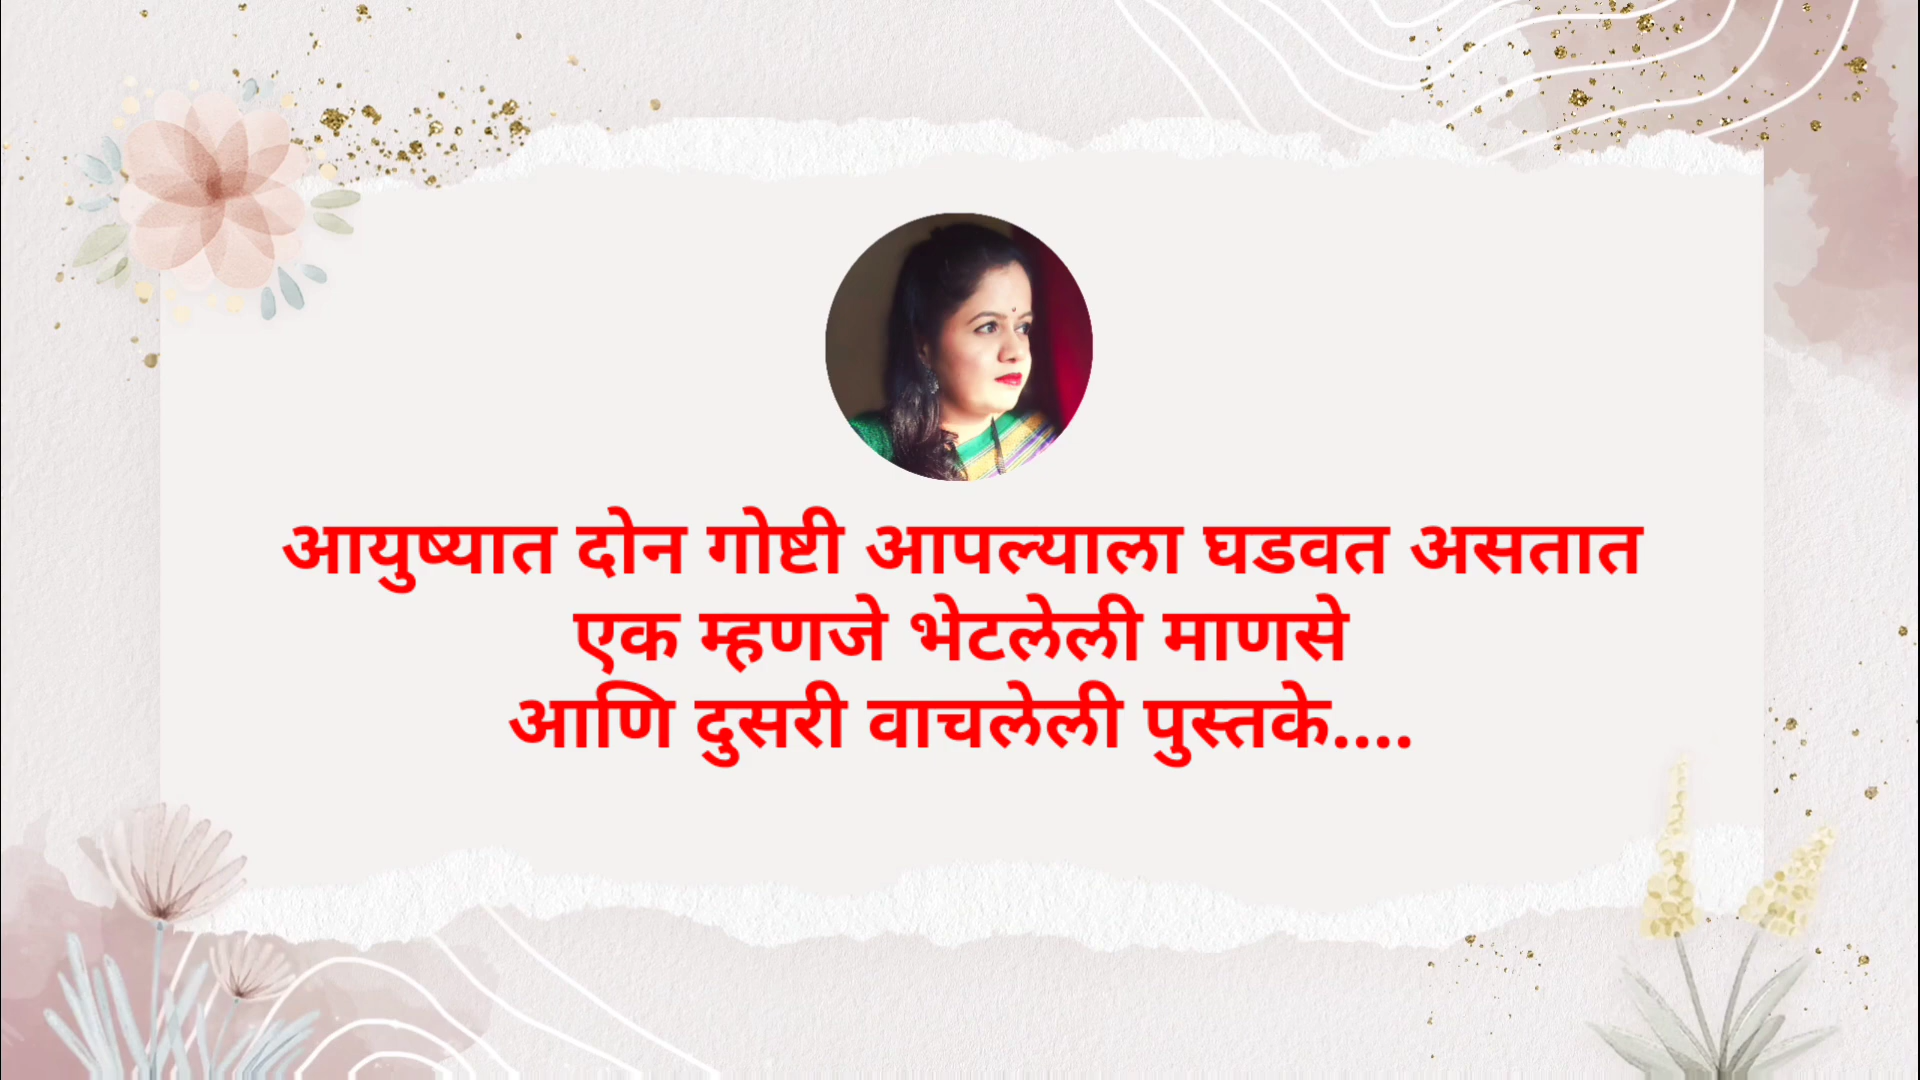 आयुष्यात दोन गोष्टी आपल्याला घडवत असतात
एक म्हणजे भेटलेली माणसे
आणि दुसरी वाचलेली पुस्तके....